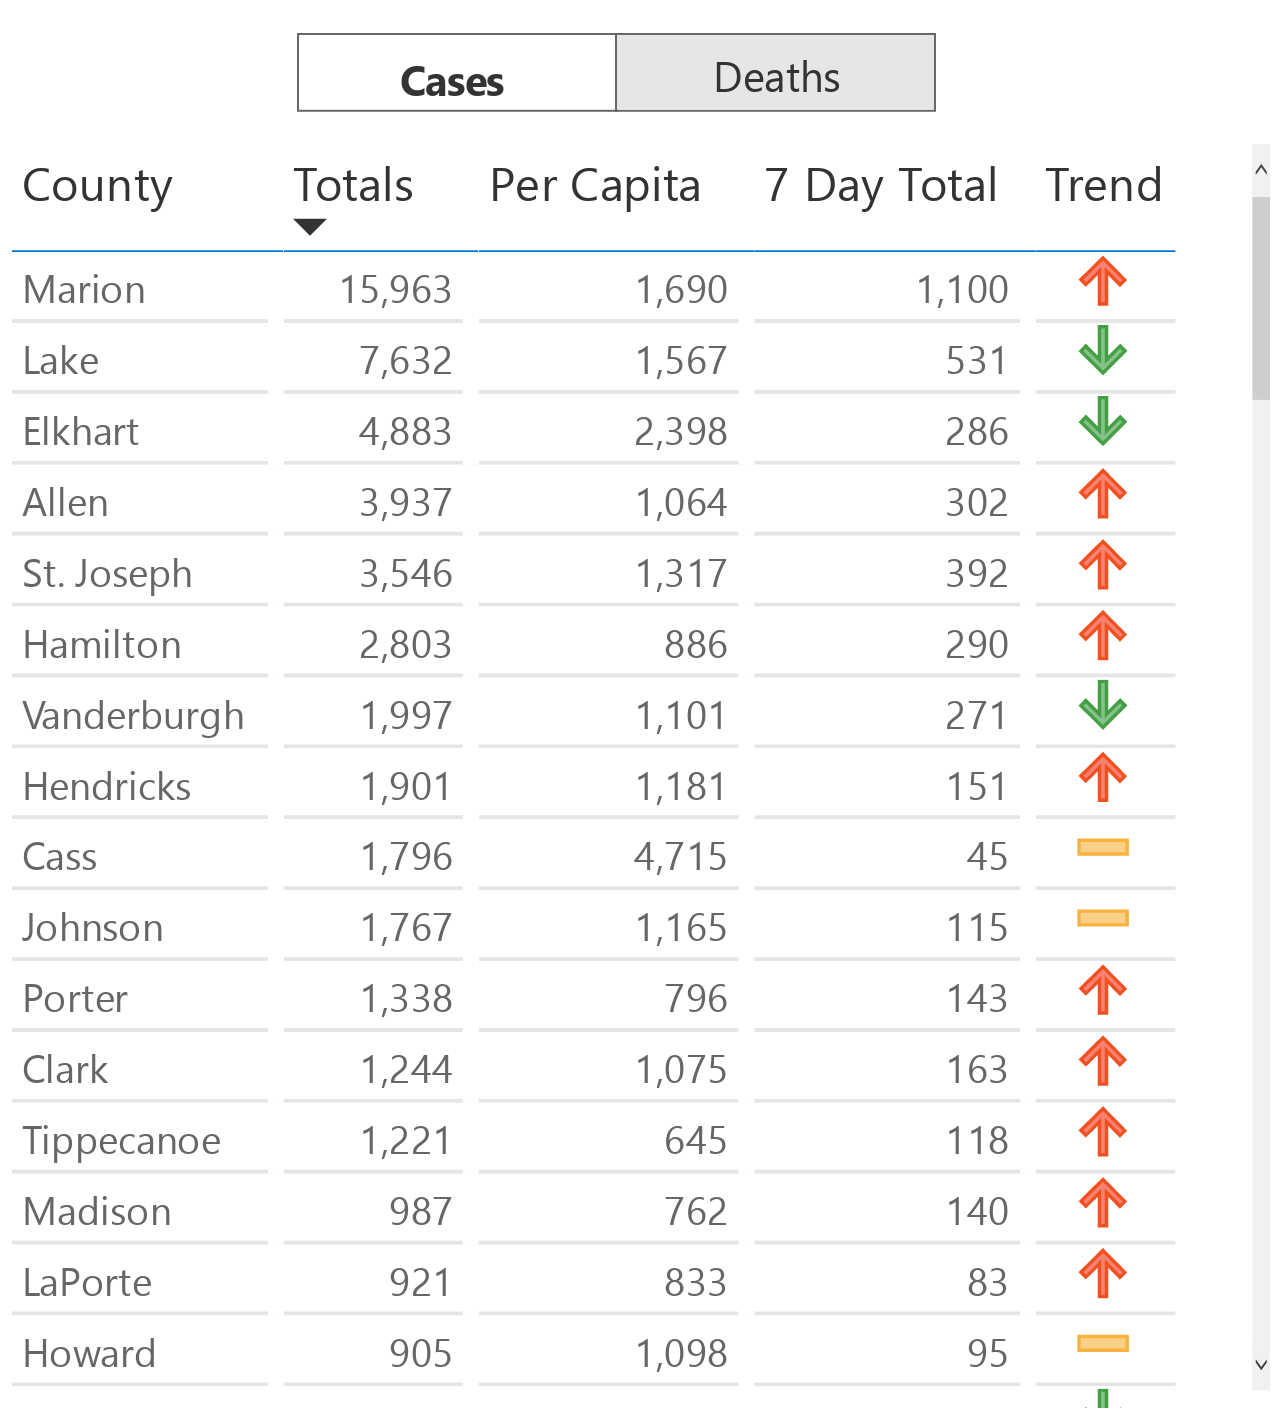 Cases Deaths
County Totals Per Capita 7 Day Total Trend
Marion 15,963 1,690 1,100
Lake 7,632 1,567 531
Elkhart 4,883 2,398 286
Allen 3,937 1,064 302
St. Joseph 3,546 1,317 392
Hamilton 2,803 886 290
Vanderburgh 1,997 1,101 271
Hendricks 1,901 1,181 151
Cass 1,796 4,715 45
Johnson 1,767 1,165 115
Porter 1,338 796 143
Clark 1,244 1,075 163
Tippecanoe 1,221 645 118
Madison 987 762 140
LaPorte 921 833 83
Howard 905 1,098 95